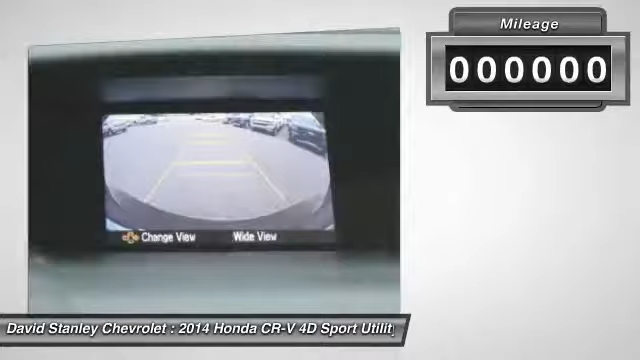 Mileage
000000
Change View Wide View
David Stanley Chevrolet : 2014 Honda CR-V 4D Sport Utilit